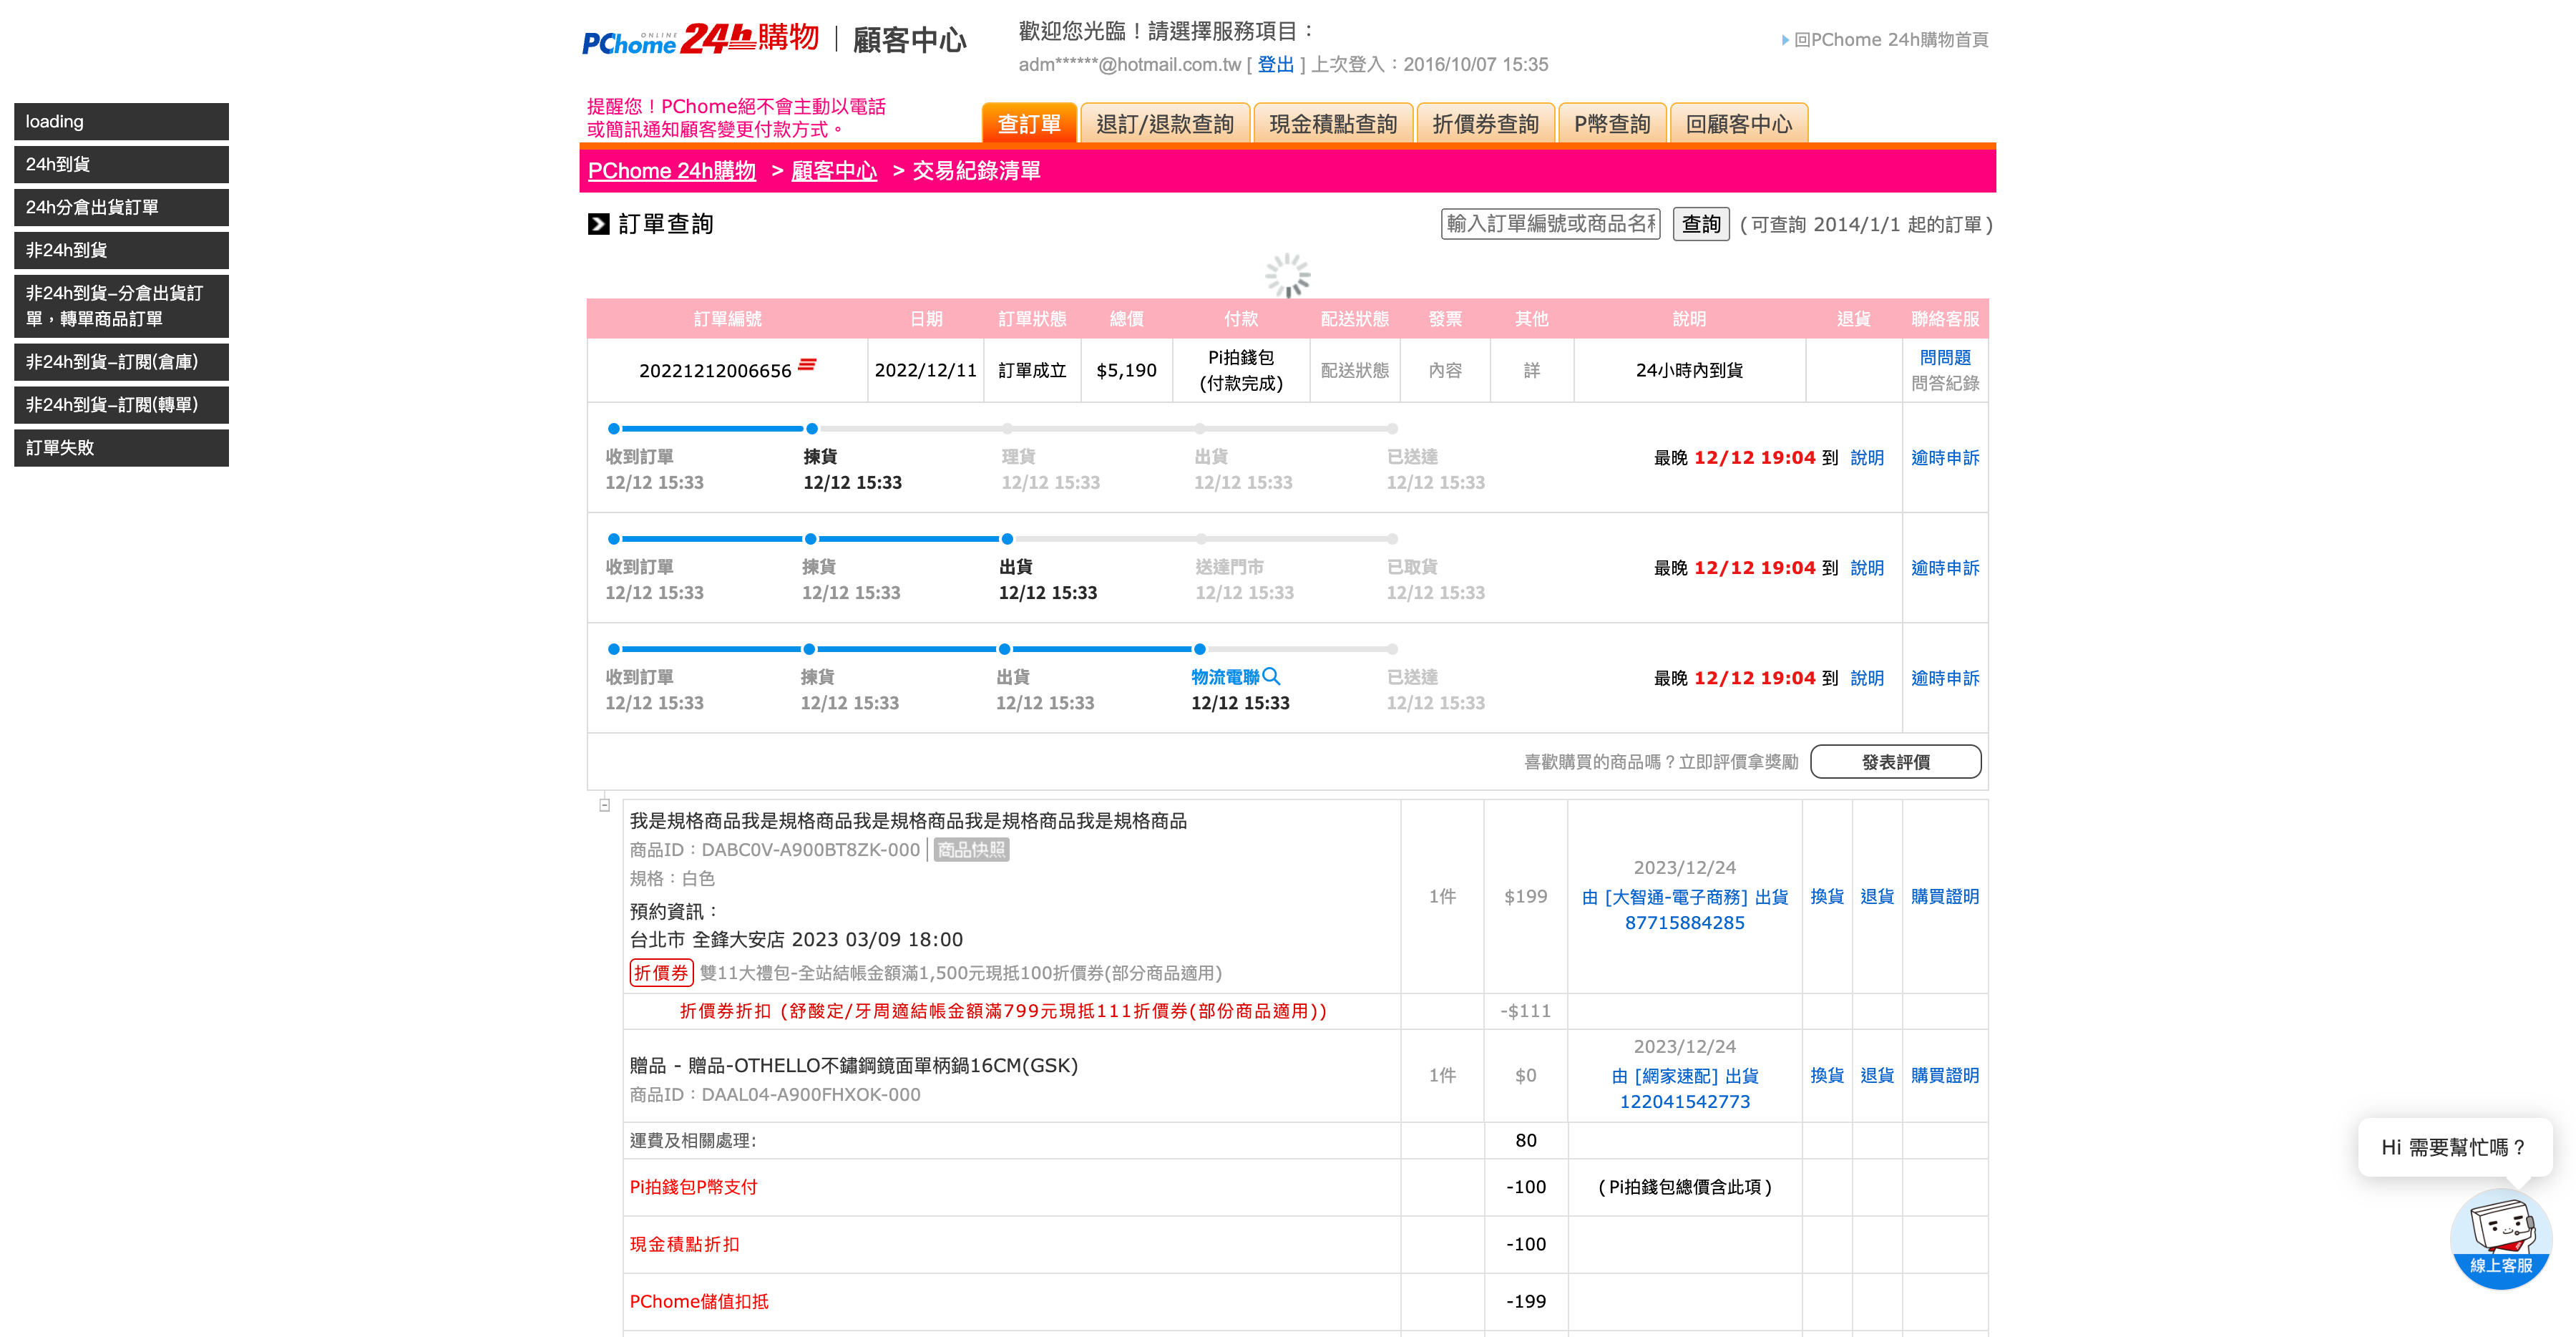 PChome ONLINE 24h購物 | 顧客中心
歡迎您光臨！請選擇服務項目：
adm******@hotmail.com.tw [ 登出 ] 上次登入：2016/10/07 15:35
回PChome 24h購物首頁
loading
24h到貨
24h分倉出貨訂單
非24h到貨
非24h到貨–分倉出貨訂
單，轉單商品訂單
非24h到貨–訂閱(倉庫)
非24h到貨–訂閱(轉單)
訂單失敗
提醒您！PChome絕不會主動以電話
或簡訊通知顧客變更付款方式。
查訂單 退訂/退款查詢 現金積點查詢 折價券查詢 P幣查詢 回顧客中心
PChome 24h購物 > 顧客中心 > 交易紀錄清單
訂單查詢
輸入訂單編號或商品名稱 查詢 (可查詢 2014/1/1 起的訂單)
訂單編號 日期 訂單狀態 總價 付款 配送狀態 發票 其他 說明 退貨 聯絡客服
20221212006656 2022/12/11 訂單成立 $5,190 Pi拍錢包 (付款完成) 配送狀態 內容 詳 24小時內到貨 問問題 問答紀錄
收到訂單 揀貨 理貨 出貨 已送達
12/12 15:33 12/12 15:33 12/12 15:33 12/12 15:33 12/12 15:33
最晚 12/12 19:04 到 說明 逾時申訴
收到訂單 揀貨 出貨 送達門市 已取貨
12/12 15:33 12/12 15:33 12/12 15:33 12/12 15:33 12/12 15:33
最晚 12/12 19:04 到 說明 逾時申訴
收到訂單 揀貨 出貨 物流電聯 已送達
12/12 15:33 12/12 15:33 12/12 15:33 12/12 15:33 12/12 15:33
最晚 12/12 19:04 到 說明 逾時申訴
喜歡購買的商品嗎？立即評價拿獎勵 發表評價
我是規格商品我是規格商品我是規格商品我是規格商品我是規格商品
商品ID：DABC0V-A900BT8ZK-000 | 商品快照
規格：白色
預約資訊：
台北市 全鋒大安店 2023 03/09 18:00
折價券 雙11大禮包-全站結帳金額滿1,500元現抵100折價券(部分商品適用)
1件 $199
2023/12/24
由 [大智通-電子商務] 出貨
87715884285
換貨 退貨 購買證明
折價券折扣 (舒酸定/牙周適結帳金額滿799元現抵111折價券(部份商品適用)) -$111
贈品 - 贈品-OTHELLO不鏽鋼鏡面單柄鍋16CM(GSK)
商品ID：DAAL04-A900FHXOK-000
1件 $0
2023/12/24
由 [網家速配] 出貨
122041542773
換貨 退貨 購買證明
運費及相關處理: 80
Pi拍錢包P幣支付 -100 (Pi拍錢包總價含此項)
現金積點折扣 -100
PChome儲值扣抵 -199
Hi 需要幫忙嗎？
線上客服